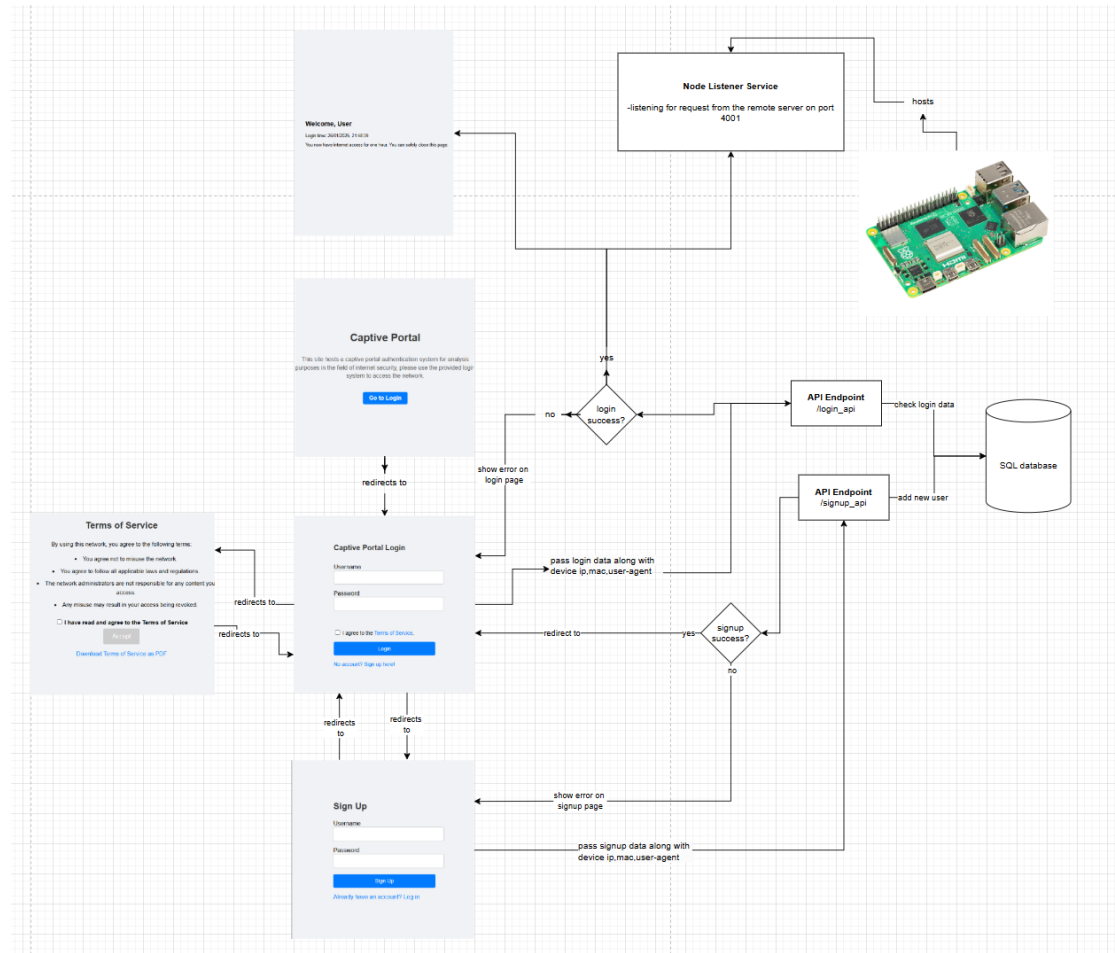 Welcome, User
You now have internet access for one hour. You can safely close this page.
Node Listener Service
-listening for request from the remote server on port
4001
hosts
Captive Portal
This site hosts a captive portal authentication system for analysis
purposes in the field of internet security, please use the provided login
system to access the network.
Go to Login
redirects to
yes
login
success?
no
show error on
login page
API Endpoint
/login_api
check login data
SQL database
API Endpoint
/signup_api
add new user
Terms of Service
By using this network, you agree to the following terms:
You agree not to misuse the network.
You agree to follow all applicable laws and regulations.
The network administrators are not responsible for any content you
access.
Any misuse may result in your access being revoked.
I have read and agree to the Terms of Service
Accept
Download Terms of Service as PDF
redirects to
redirects to
Captive Portal Login
Username
Password
I agree to the Terms of Service.
Login
No account? Sign up here!
pass login data along with
device ip,mac,user-agent
redirect to
yes
signup
success?
no
redirects
to
redirects
to
Sign Up
Username
Password
Sign Up
Already have an account? Log in
show error on
signup page
pass signup data along with
device ip,mac,user-agent